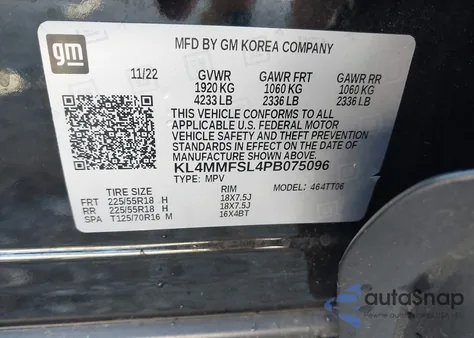 gm
MFD BY GM KOREA COMPANY
11/22 GVWR GAWR FRT GAWR RR
1920 KG 1060 KG 1060 KG
4233 LB 2336 LB 2336 LB
THIS VEHICLE CONFORMS TO ALL
APPLICABLE U.S. FEDERAL MOTOR
VEHICLE SAFETY AND THEFT PREVENTION
STANDARDS IN EFFECT ON THE DATE OF
MANUFACTURE SHOWN ABOVE.
KL4MMFSL4PB075096
TYPE: MPV MODEL: 464TT06
TIRE SIZE RIM
FRT 225/55R18 H 18X7.5J
RR 225/55R18 H 18X7.5J
SPA T125/70R16 M 16X4BT
autoSnap